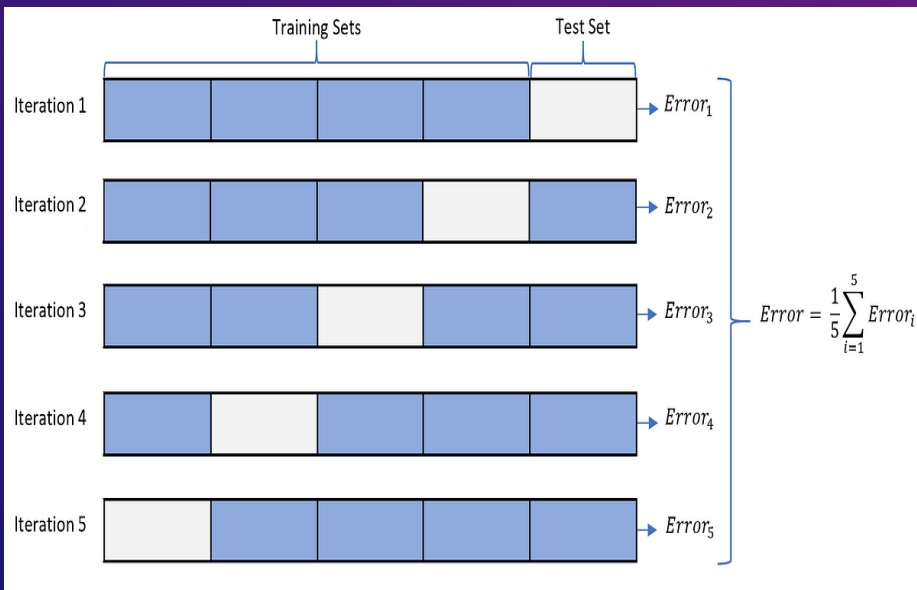 Training Sets Test Set
Iteration 1 Error₁
Iteration 2 Error₂
Iteration 3 Error₃
Error = 1/5 ∑_{i=1}^{5} Errorᵢ
Iteration 4 Error₄
Iteration 5 Error₅